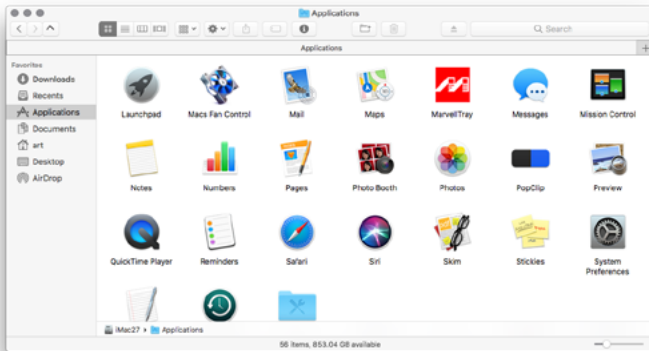 Applications
Search
Applications
Favorites
Downloads
Recents
Applications
Documents
art
Desktop
AirDrop
Launchpad
Macs Fan Control
Mail
Maps
MarvellTray
Messages
Mission Control
Notes
Numbers
Pages
Photo Booth
Photos
PopClip
Preview
QuickTime Player
Reminders
Safari
Siri
Skim
Stickies
System
Preferences
iMac27 › Applications
56 items, 853.04 GB available